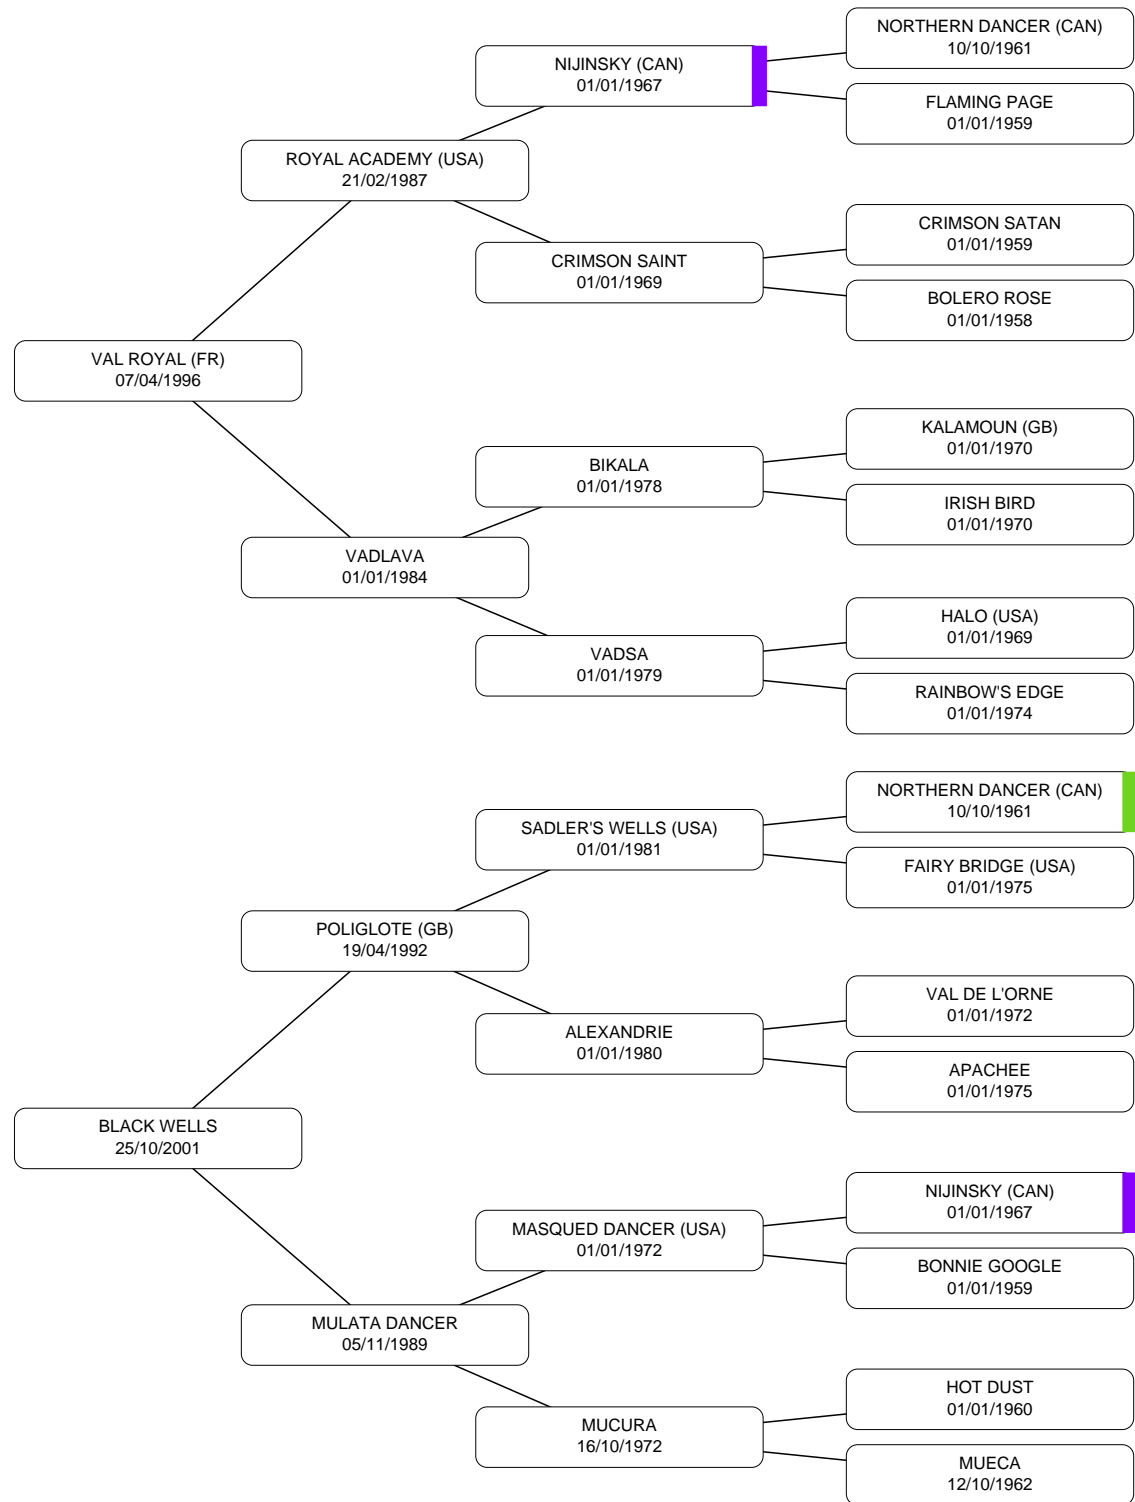 NORTHERN DANCER (CAN)
10/10/1961
NIJINSKY (CAN)
01/01/1967
FLAMING PAGE
01/01/1959
ROYAL ACADEMY (USA)
21/02/1987
CRIMSON SATAN
01/01/1959
CRIMSON SAINT
01/01/1969
BOLERO ROSE
01/01/1958
VAL ROYAL (FR)
07/04/1996
KALAMOUN (GB)
01/01/1970
BIKALA
01/01/1978
IRISH BIRD
01/01/1970
VADLAVA
01/01/1984
HALO (USA)
01/01/1969
VADSA
01/01/1979
RAINBOW'S EDGE
01/01/1974
NORTHERN DANCER (CAN)
10/10/1961
SADLER'S WELLS (USA)
01/01/1981
FAIRY BRIDGE (USA)
01/01/1975
POLIGLOTE (GB)
19/04/1992
VAL DE L'ORNE
01/01/1972
ALEXANDRIE
01/01/1980
APACHEE
01/01/1975
BLACK WELLS
25/10/2001
NIJINSKY (CAN)
01/01/1967
MASQUED DANCER (USA)
01/01/1972
BONNIE GOOGLE
01/01/1959
MULATA DANCER
05/11/1989
HOT DUST
01/01/1960
MUCURA
16/10/1972
MUECA
12/10/1962